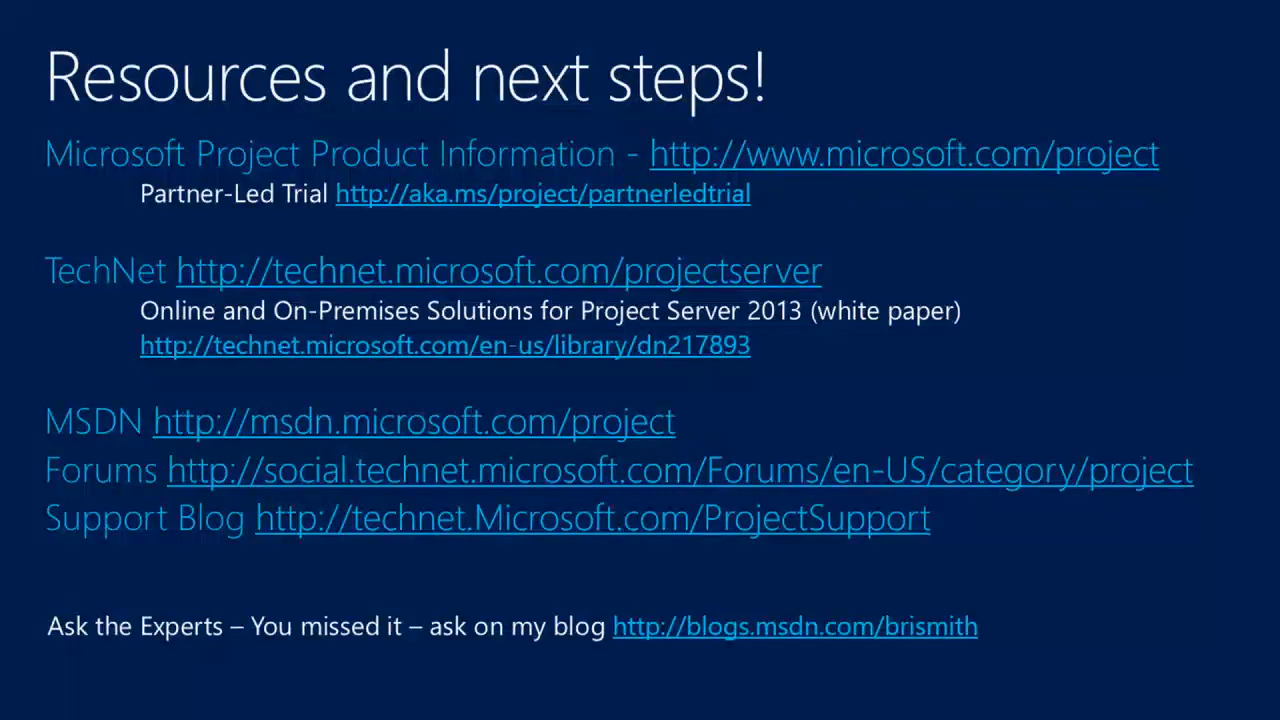 Resources and next steps!
Microsoft Project Product Information - http://www.microsoft.com/project
Partner-Led Trial http://aka.ms/project/partnerledtrial
TechNet http://technet.microsoft.com/projectserver
Online and On-Premises Solutions for Project Server 2013 (white paper)
http://technet.microsoft.com/en-us/library/dn217893
MSDN http://msdn.microsoft.com/project
Forums http://social.technet.microsoft.com/Forums/en-US/category/project
Support Blog http://technet.Microsoft.com/ProjectSupport
Ask the Experts – You missed it – ask on my blog http://blogs.msdn.com/brismith